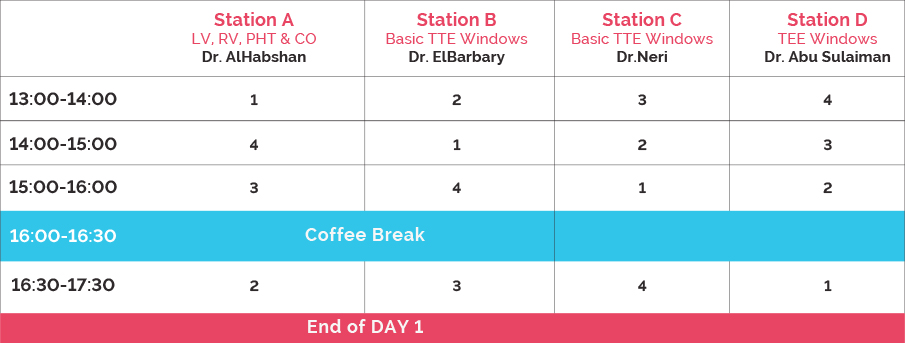 Station A Station B Station C Station D
LV, RV, PHT & CO Basic TTE Windows Basic TTE Windows TEE Windows
Dr. AlHabshan Dr. ElBarbary Dr.Neri Dr. Abu Sulaiman
13:00-14:00 1 2 3 4
14:00-15:00 4 1 2 3
15:00-16:00 3 4 1 2
16:00-16:30 Coffee Break
16:30-17:30 2 3 4 1
End of DAY 1